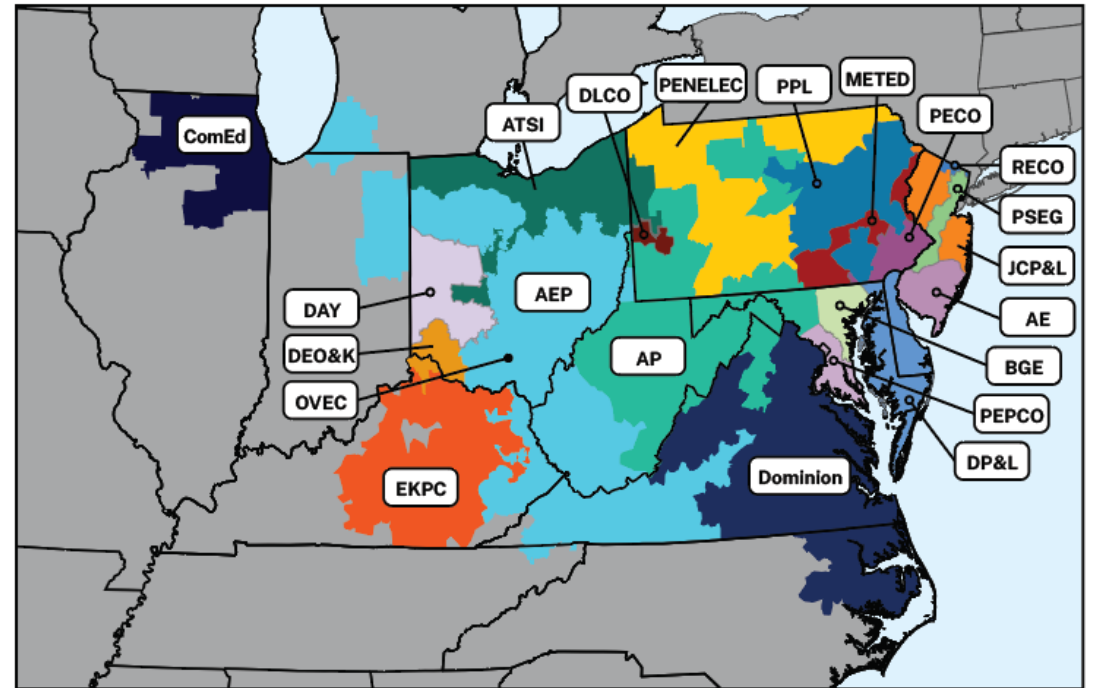 METED
PENELEC
PPL
DLCO
PECO
ATSI
ComEd
RECO
PSEG
JCP&L
AEP
DAY
AE
DEO&K
AP
BGE
OVEC
PEPCO
DP&L
Dominion
EKPC